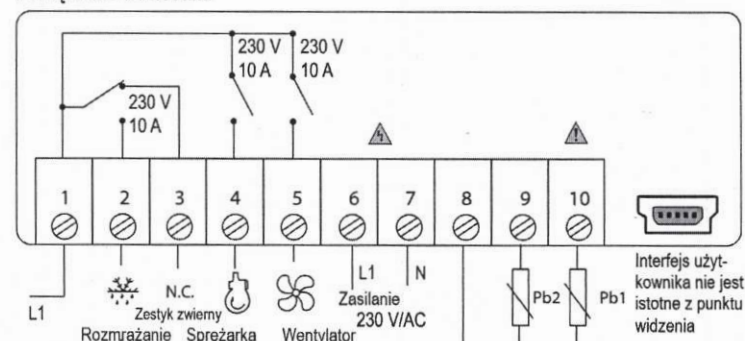 230 V 230 V
10 A 10 A
230 V
10 A
1 2 3 4 5 6 7 8 9 10
L1
Rozmrażanie
N.C.
Zestyk zwierny
Sprężarka
Wentylator
L1 N
Zasilanie
230 V/AC
Pb2 Pb1
Interfejs użyt-
kownika nie jest
istotne z punktu
widzenia